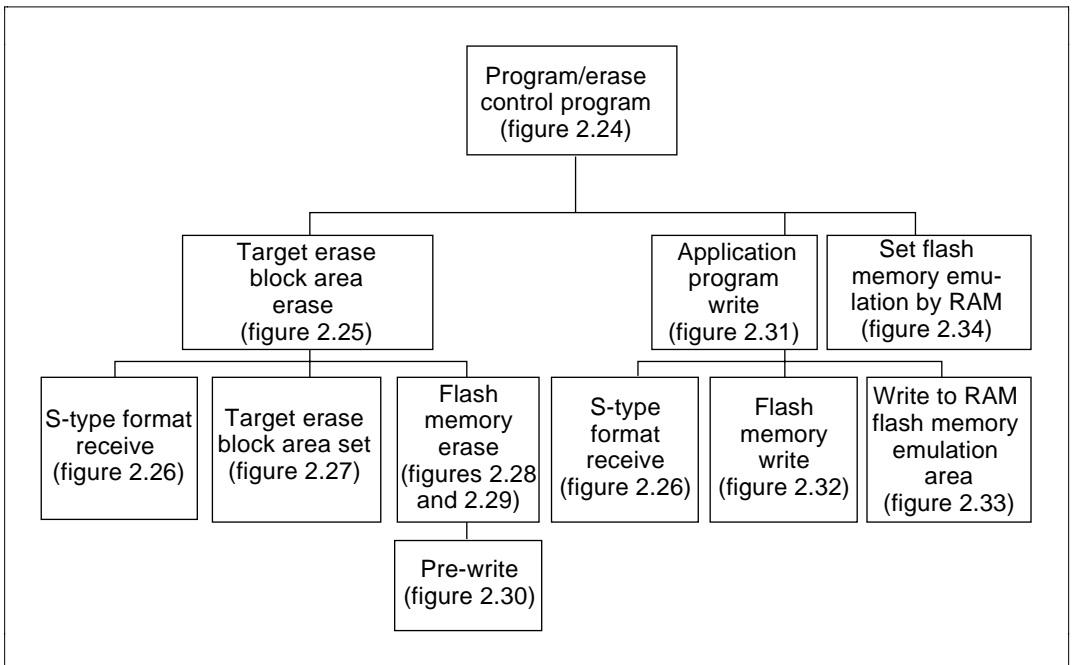 Program/erase
control program
(figure 2.24)
Target erase
block area
erase
(figure 2.25)
Application
program
write
(figure 2.31)
Set flash
memory emu-
lation by RAM
(figure 2.34)
S-type format
receive
(figure 2.26)
Target erase
block area set
(figure 2.27)
Flash
memory
erase
(figures 2.28
and 2.29)
S-type
format
receive
(figure 2.26)
Flash
memory
write
(figure 2.32)
Write to RAM
flash memory
emulation
area
(figure 2.33)
Pre-write
(figure 2.30)